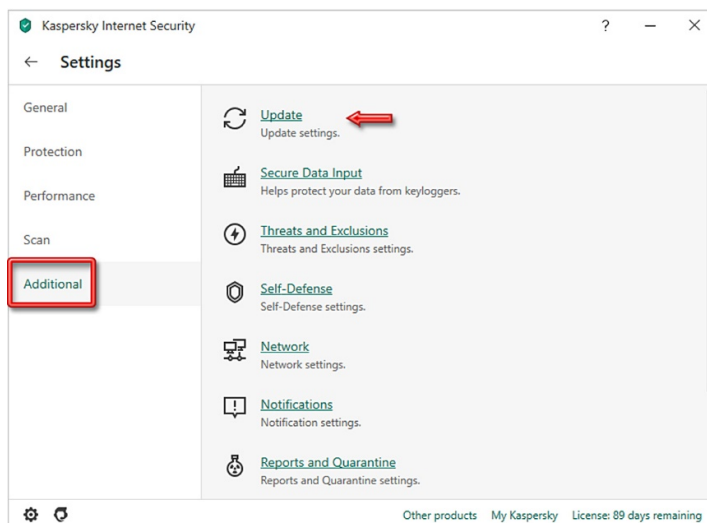 Kaspersky Internet Security
Settings
General
Protection
Performance
Scan
Additional
Update
Update settings.
Secure Data Input
Helps protect your data from keyloggers.
Threats and Exclusions
Threats and Exclusions settings.
Self-Defense
Self-Defense settings.
Network
Network settings.
Notifications
Notification settings.
Reports and Quarantine
Reports and Quarantine settings.
Other products My Kaspersky License: 89 days remaining